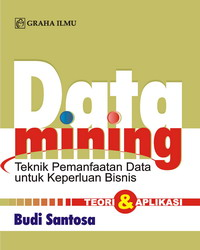 GRAHA ILMU
Data
mining
Teknik Pemanfaatan Data
untuk Keperluan Bisnis
TEORI & APLIKASI
Budi Santosa